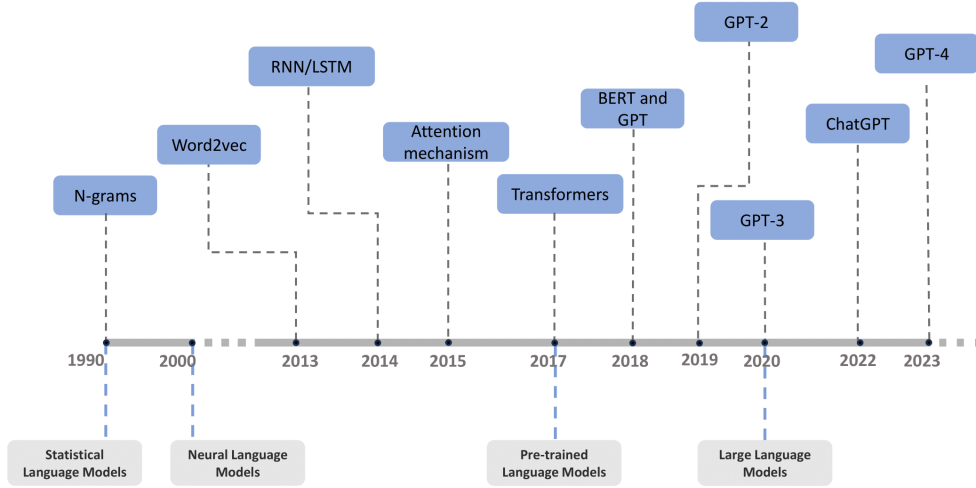 GPT-2
RNN/LSTM
GPT-4
BERT and
GPT
Word2vec
Attention
mechanism
ChatGPT
N-grams
Transformers
GPT-3
1990
2000
2013
2014
2015
2017
2018
2019
2020
2022
2023
Statistical
Language Models
Neural Language
Models
Pre-trained
Language Models
Large Language
Models